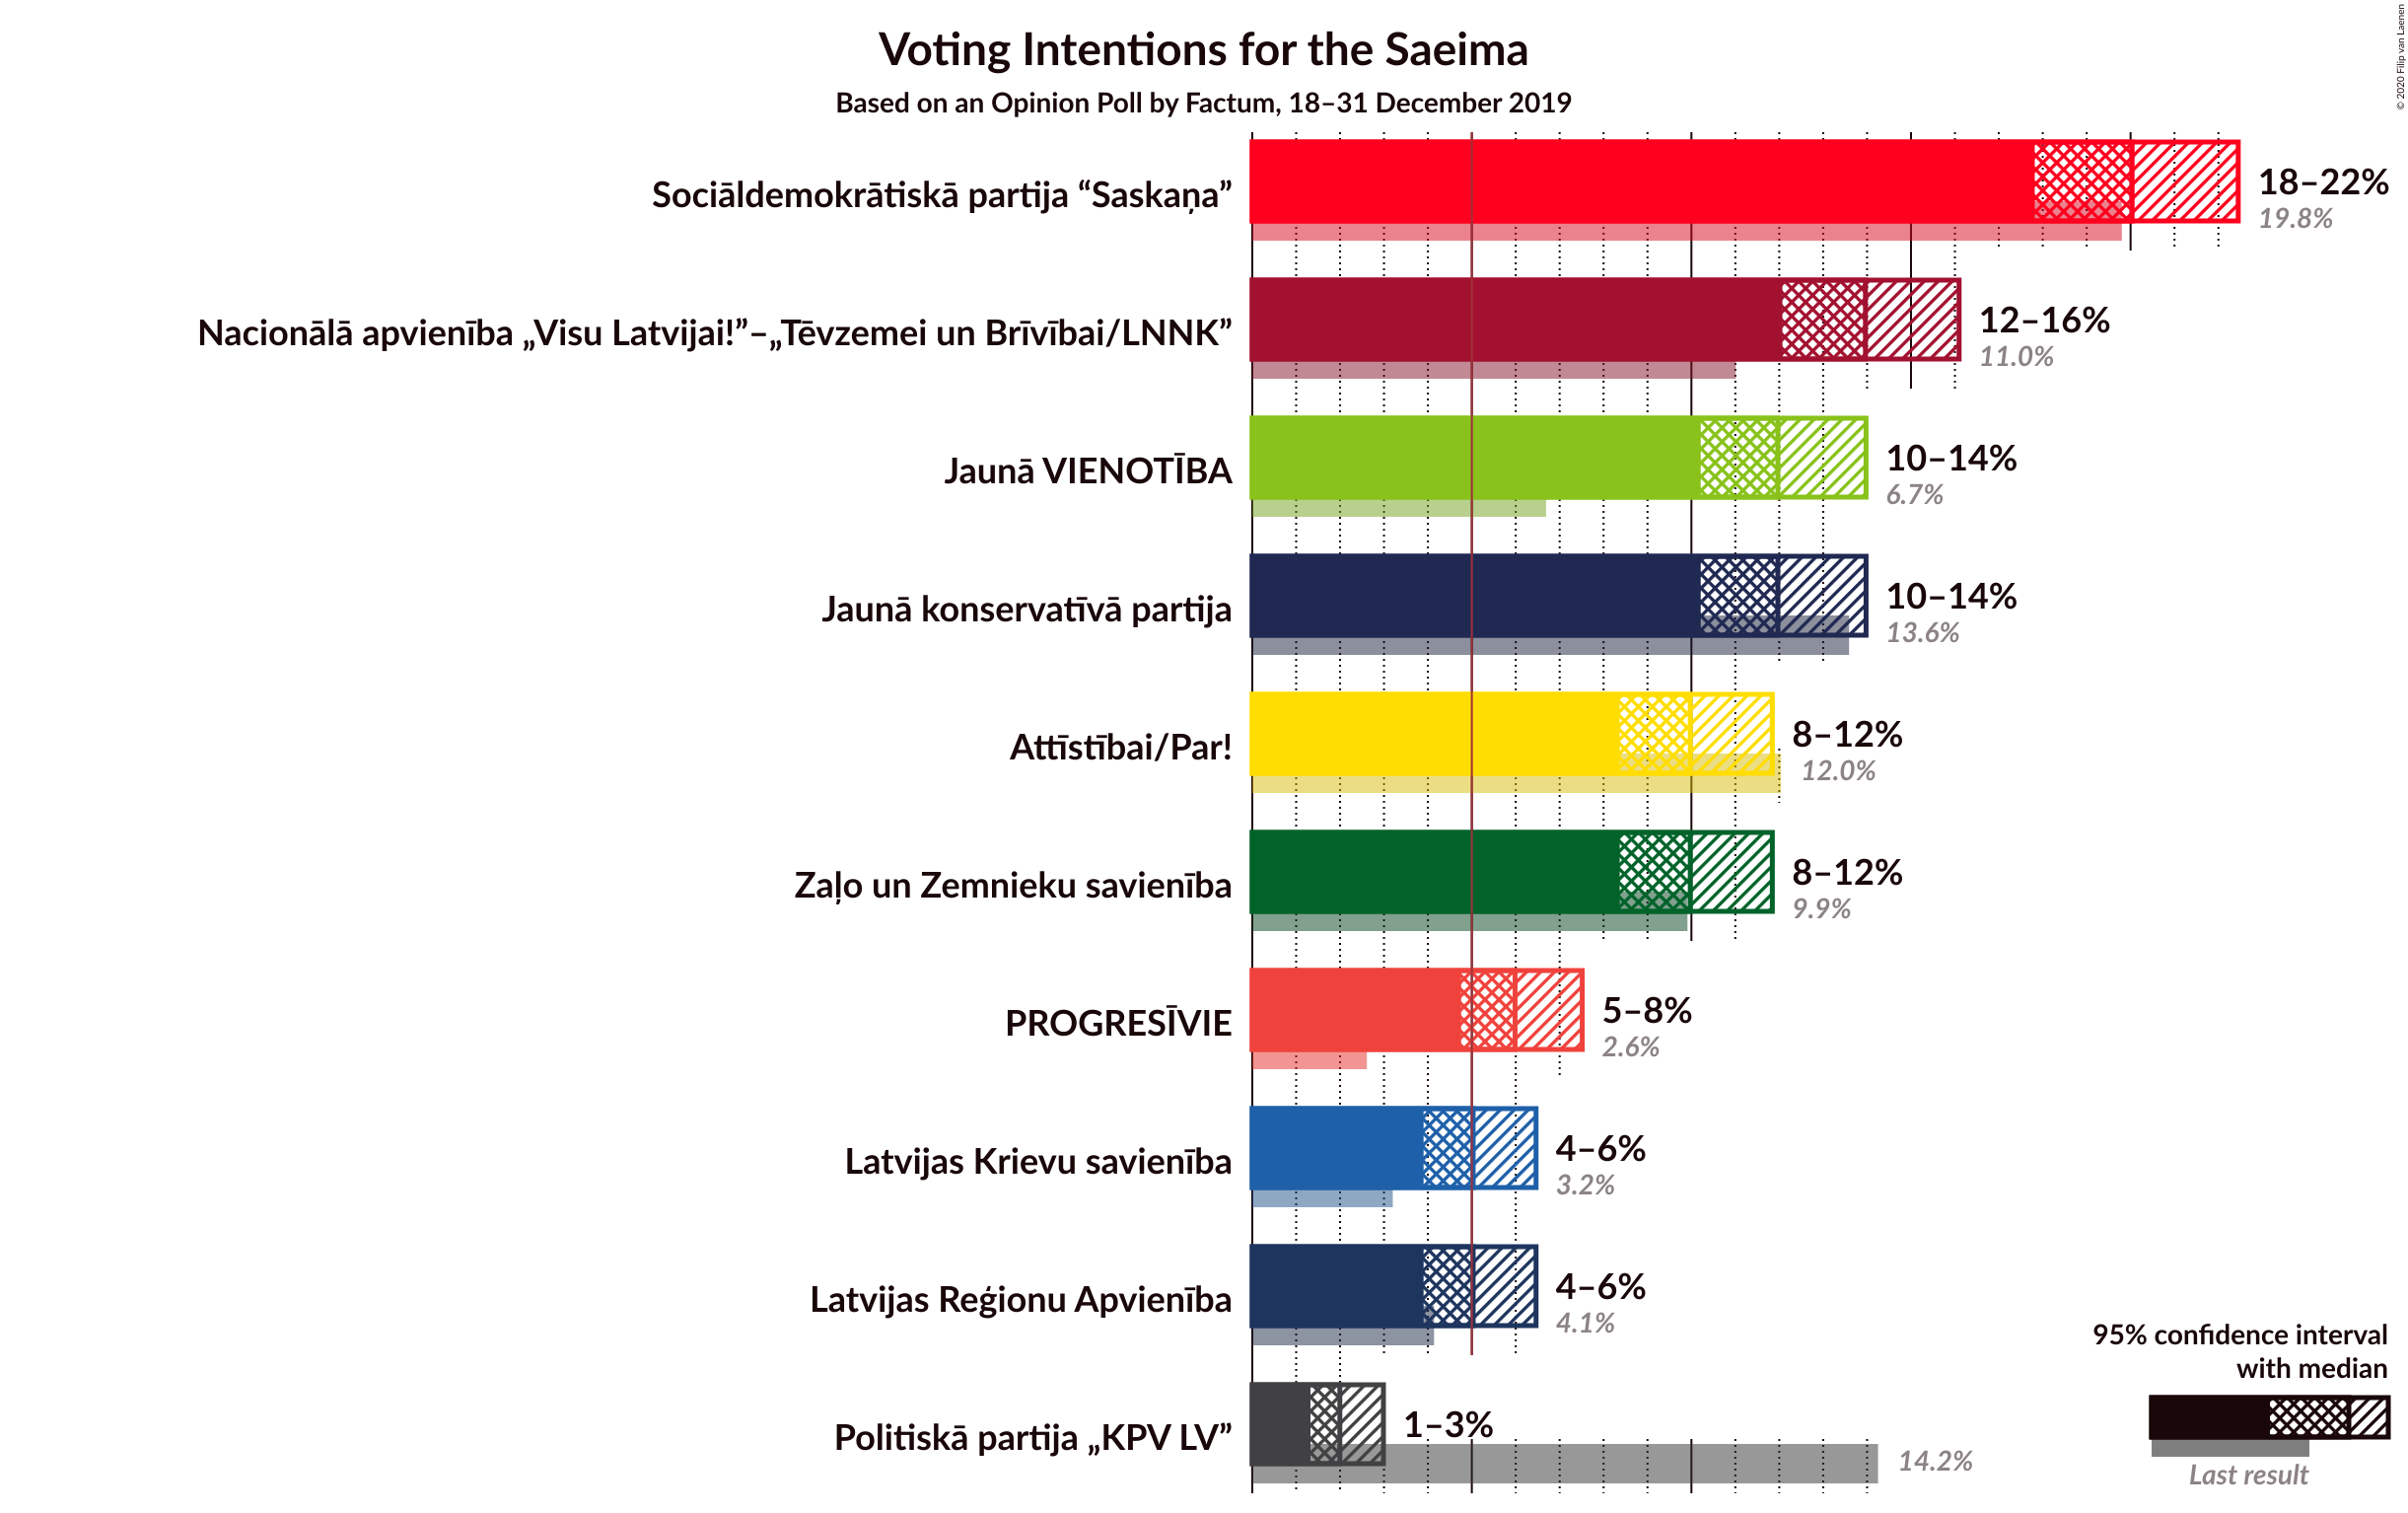 Voting Intentions for the Saeima
Based on an Opinion Poll by Factum, 18–31 December 2019
© 2020 Filip van Laenen
Sociāldemokrātiskā partija “Saskaņa”
18–22%
19.8%
Nacionālā apvienība „Visu Latvijai!”–„Tēvzemei un Brīvībai/LNNK”
12–16%
11.0%
Jaunā VIENOTĪBA
10–14%
6.7%
Jaunā konservatīvā partija
10–14%
13.6%
Attīstībai/Par!
8–12%
12.0%
Zaļo un Zemnieku savienība
8–12%
9.9%
PROGRESĪVIE
5–8%
2.6%
Latvijas Krievu savienība
4–6%
3.2%
Latvijas Reģionu Apvienība
4–6%
4.1%
Politiskā partija „KPV LV”
1–3%
14.2%
95% confidence interval
with median
Last result